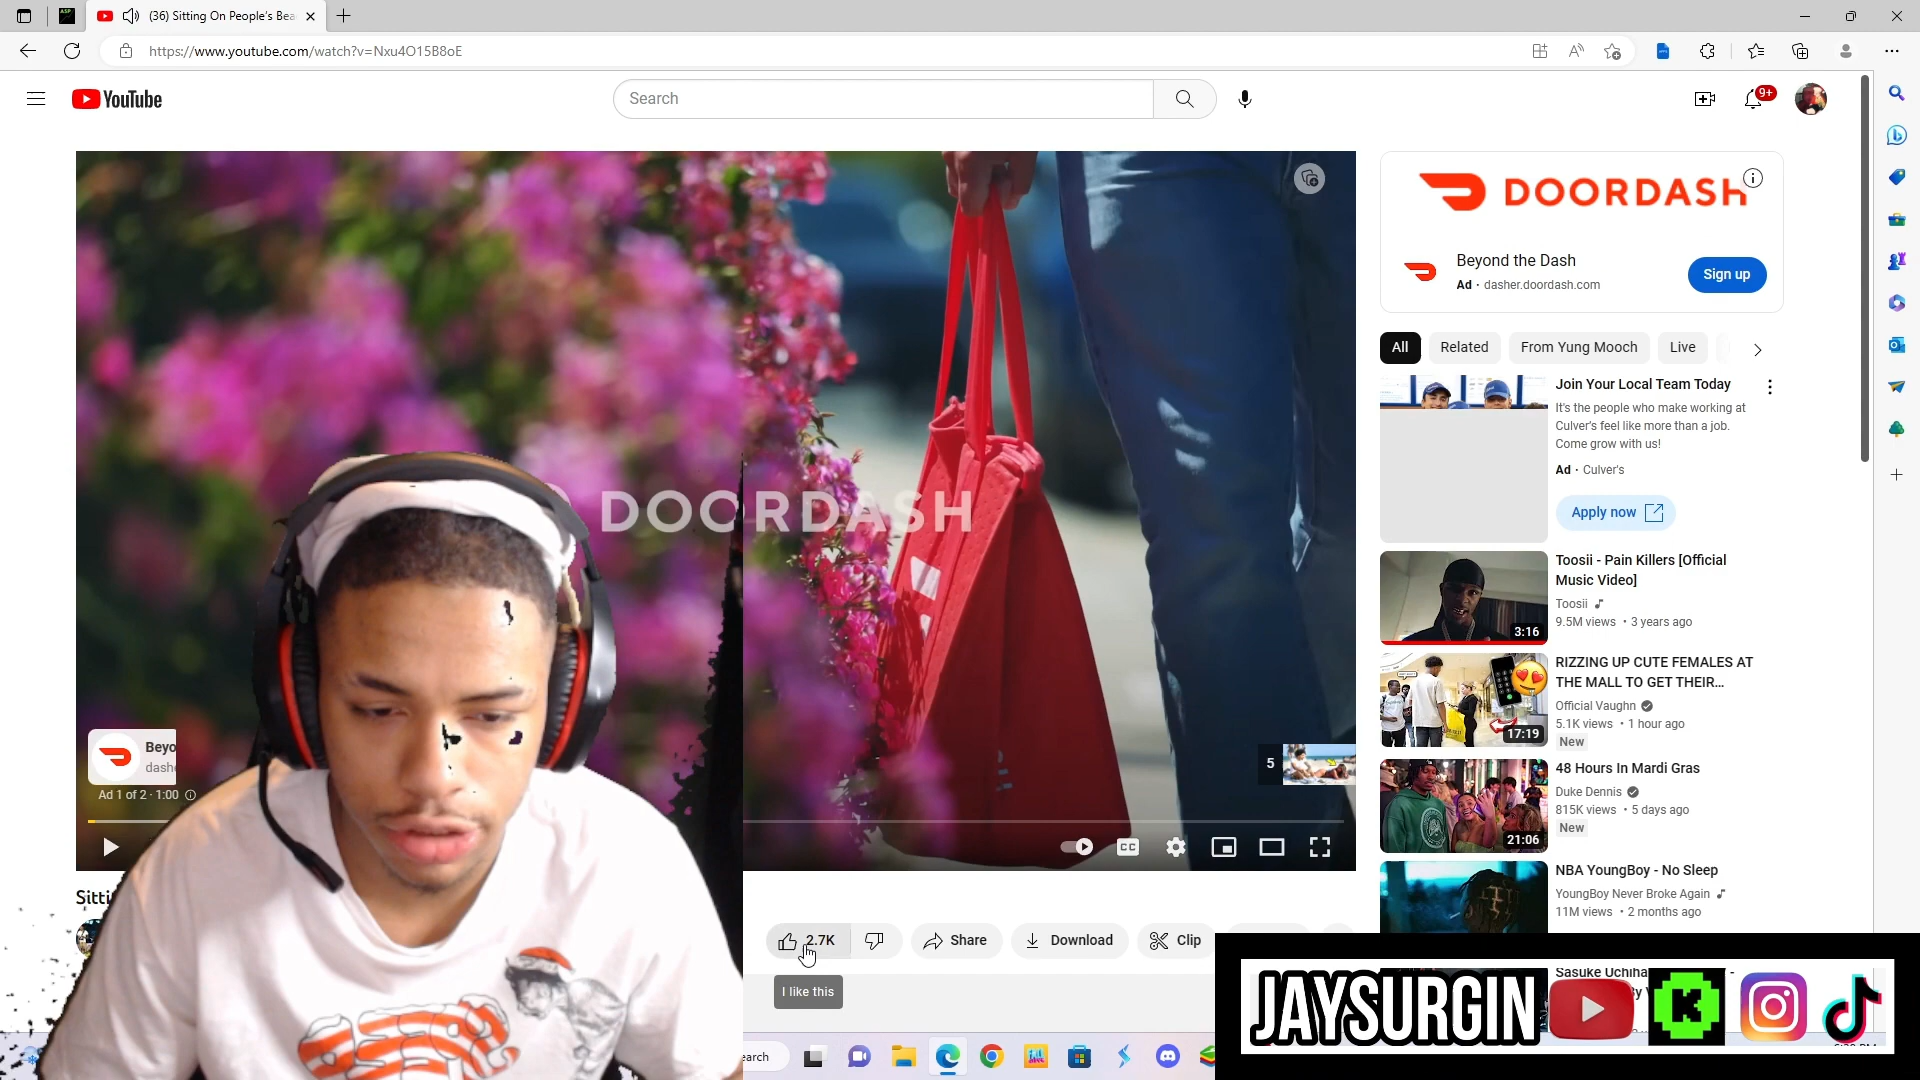 (36) Sitting On People's Bea
https://www.youtube.com/watch?v=Nxu4O15B8oE
YouTube
Search
9+
DOORDASH
Beyond the Dash
Ad · dasher.doordash.com
Sign up
All
Related
From Yung Mooch
Live
Join Your Local Team Today
It's the people who make working at
Culver's feel like more than a job.
Come grow with us!
Ad · Culver's
Apply now
Toosii - Pain Killers [Official
Music Video]
Toosii
9.5M views • 3 years ago
3:16
RIZZING UP CUTE FEMALES AT
THE MALL TO GET THEIR...
Official Vaughn
5.1K views • 1 hour ago
New
17:19
48 Hours In Mardi Gras
Duke Dennis
815K views • 5 days ago
New
21:06
NBA YoungBoy - No Sleep
YoungBoy Never Broke Again
11M views • 2 months ago
Sasuke Uchiha
DOORDASH
Beyo
dashe
Ad 1 of 2 · 1:00
5
CC
Sitti
2.7K
Share
Download
Clip
I like this
earch
JAYSURGIN
K